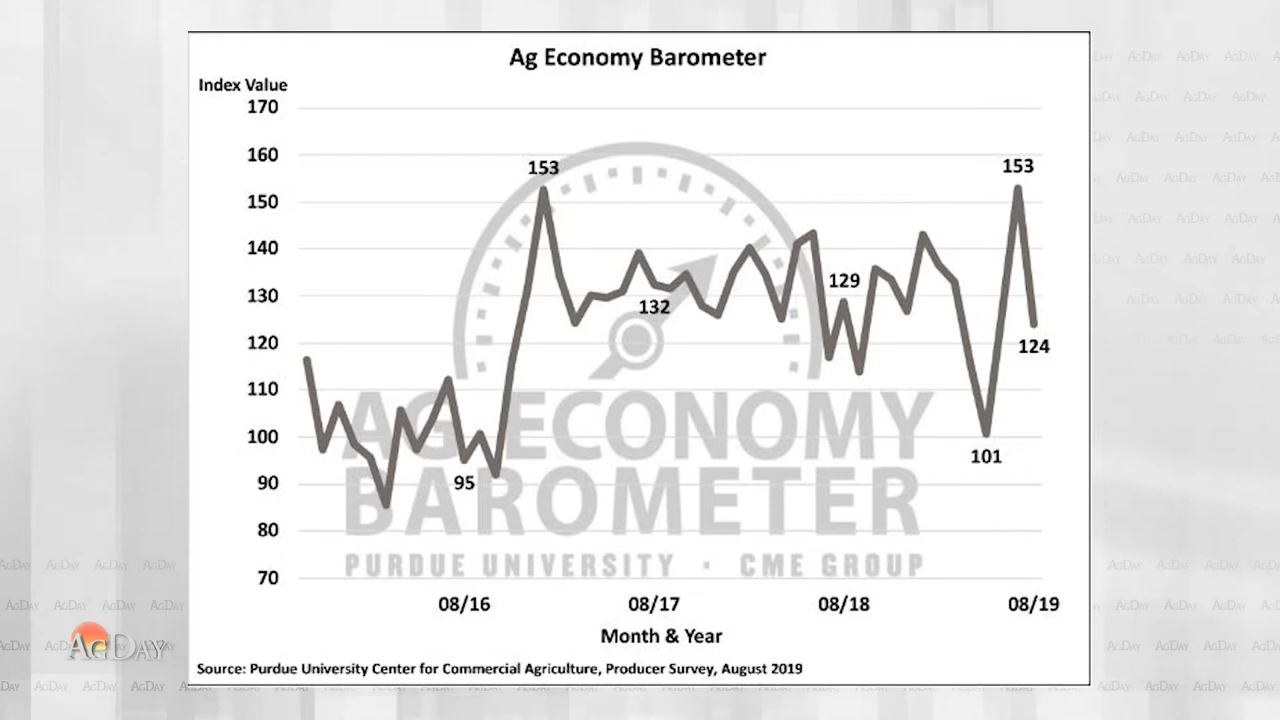 Ag Economy Barometer
Index Value
170
160
150
140
130
120
110
100
90
80
70
153
153
129
132
124
101
95
AG ECONOMY
BAROMETER
PURDUE UNIVERSITY · CME GROUP
08/16 08/17 08/18 08/19
Month & Year
Source: Purdue University Center for Commercial Agriculture, Producer Survey, August 2019
AGDAY